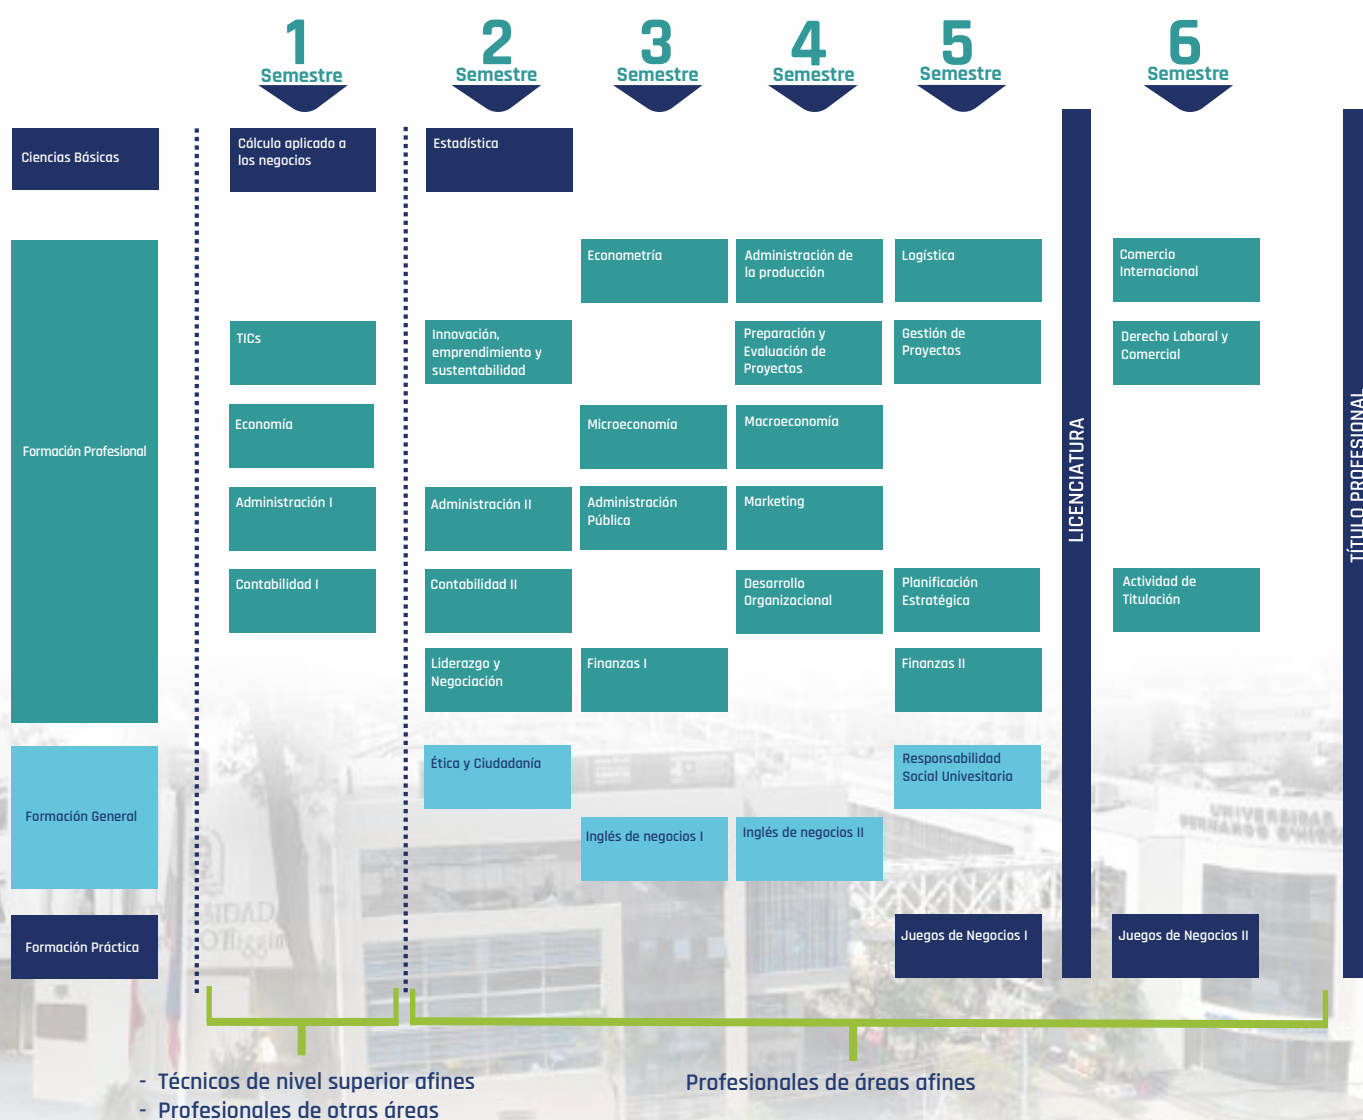 1
Semestre
2
Semestre
3
Semestre
4
Semestre
5
Semestre
6
Semestre
Ciencias Básicas
Cálculo aplicado a
los negocios
Estadística
Formación Profesional
Econometría
Administración de
la producción
Logística
Comercio
Internacional
TICs
Innovación,
emprendimiento y
sustentabilidad
Preparación y
Evaluación de
Proyectos
Gestión de
Proyectos
Derecho Laboral y
Comercial
Economía
Microeconomía
Macroeconomía
Administración I
Administración II
Administración
Pública
Marketing
Contabilidad I
Contabilidad II
Desarrollo
Organizacional
Planificación
Estratégica
Actividad de
Titulación
Liderazgo y
Negociación
Finanzas I
Finanzas II
LICENCIATURA
TÍTULO PROFESIONAL
Formación General
Ética y Ciudadanía
Responsabilidad
Social Univesitaria
Inglés de negocios I
Inglés de negocios II
UNIVERSIDAD
Formación Práctica
Juegos de Negocios I
Juegos de Negocios II
- Técnicos de nivel superior afines
- Profesionales de otras áreas
Profesionales de áreas afines